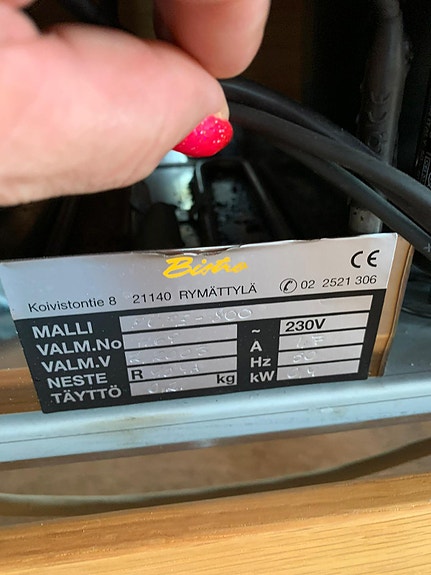 Bistro
CE
Koivistontie 8 21140 RYMÄTTYLÄ ✆ 02 2521 306
MALLI ~ 230V
VALM.No A
VALM.V Hz
NESTE R kg kW
TÄYTTÖ